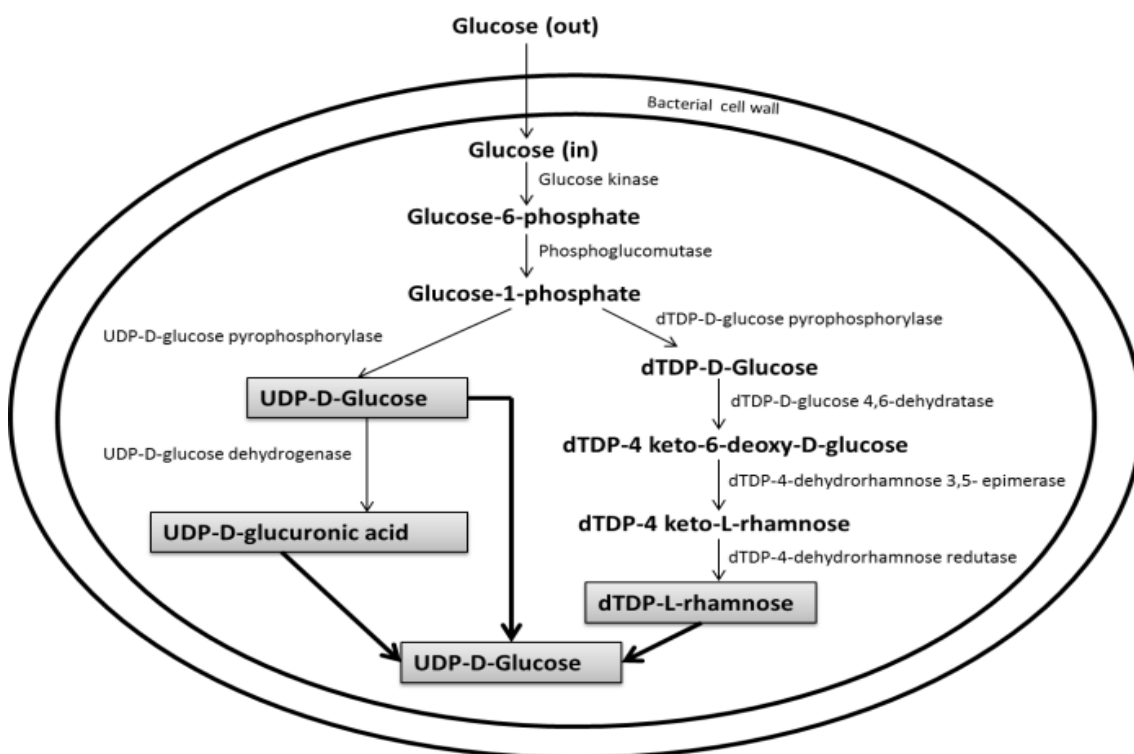 Glucose (out)
Bacterial cell wall
Glucose (in)
Glucose kinase
Glucose-6-phosphate
Phosphoglucomutase
Glucose-1-phosphate
UDP-D-glucose pyrophosphorylase
dTDP-D-glucose pyrophosphorylase
dTDP-D-Glucose
UDP-D-Glucose
dTDP-D-glucose 4,6-dehydratase
dTDP-4 keto-6-deoxy-D-glucose
UDP-D-glucose dehydrogenase
dTDP-4-dehydrorhamnose 3,5- epimerase
UDP-D-glucuronic acid
dTDP-4 keto-L-rhamnose
dTDP-4-dehydrorhamnose redutase
dTDP-L-rhamnose
UDP-D-Glucose